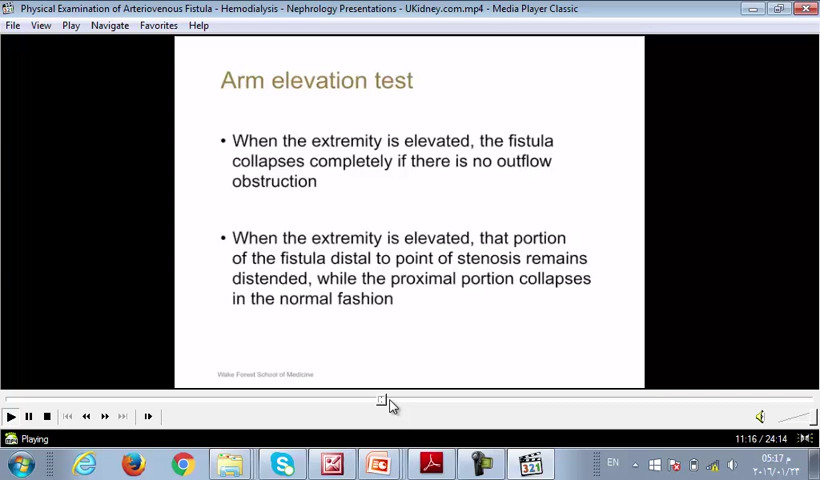 Physical Examination of Arteriovenous Fistula - Hemodialysis - Nephrology Presentations - UKidney.com.mp4 - Media Player Classic
File View Play Navigate Favorites Help
Arm elevation test
• When the extremity is elevated, the fistula
collapses completely if there is no outflow
obstruction
• When the extremity is elevated, that portion
of the fistula distal to point of stenosis remains
distended, while the proximal portion collapses
in the normal fashion
Wake Forest School of Medicine
Playing
11:16 / 24:14
321
EN
05:17 م
٢٠١٦/٠١/٢٣